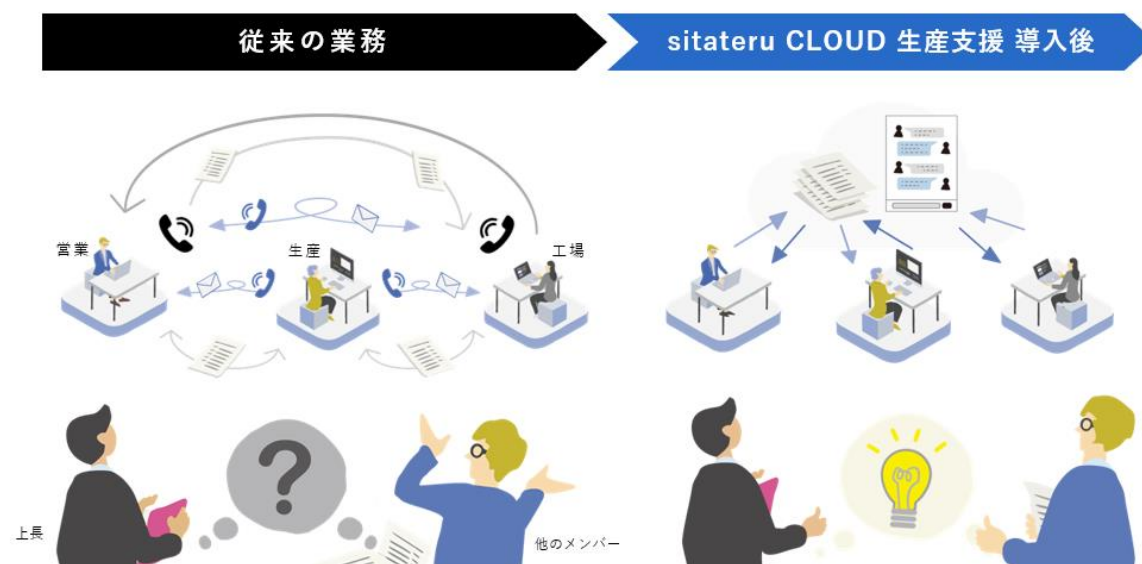 従来の業務
sitateru CLOUD 生産支援 導入後
営業
生産
工場
?
上長
他のメンバー